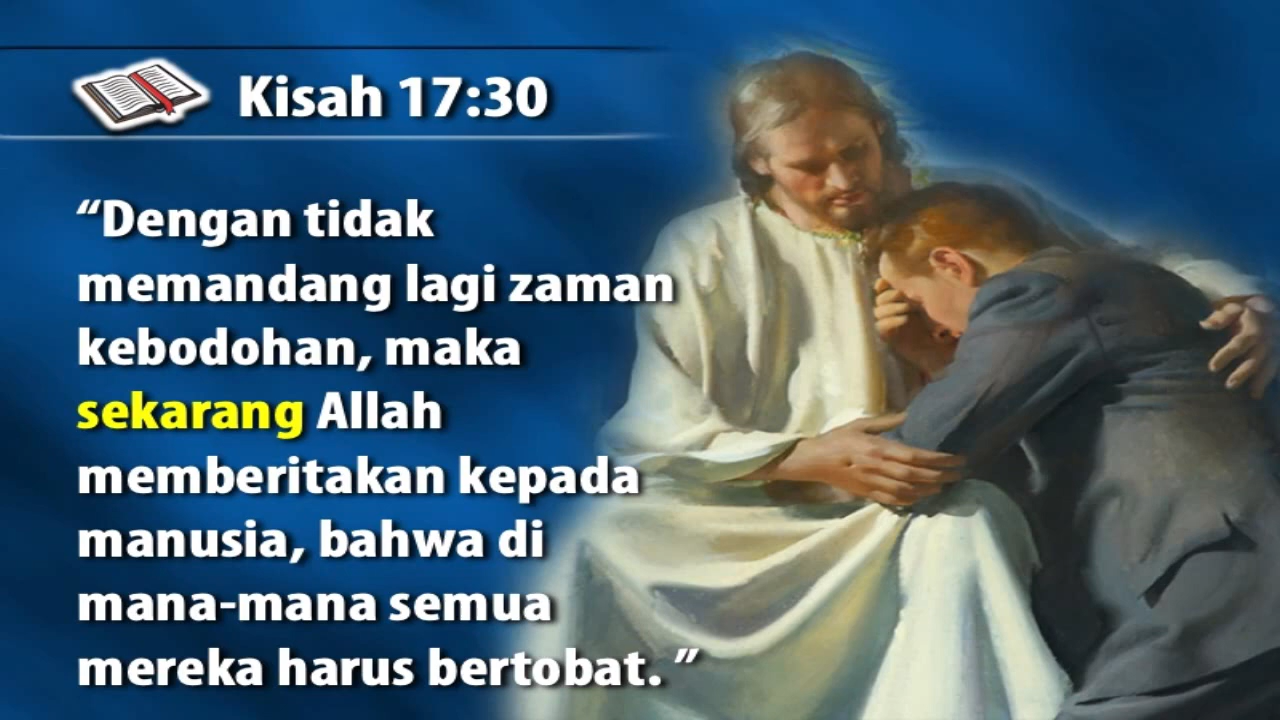 Kisah 17:30
“Dengan tidak
memandang lagi zaman
kebodohan, maka
sekarang Allah
memberitakan kepada
manusia, bahwa di
mana-mana semua
mereka harus bertobat. ”